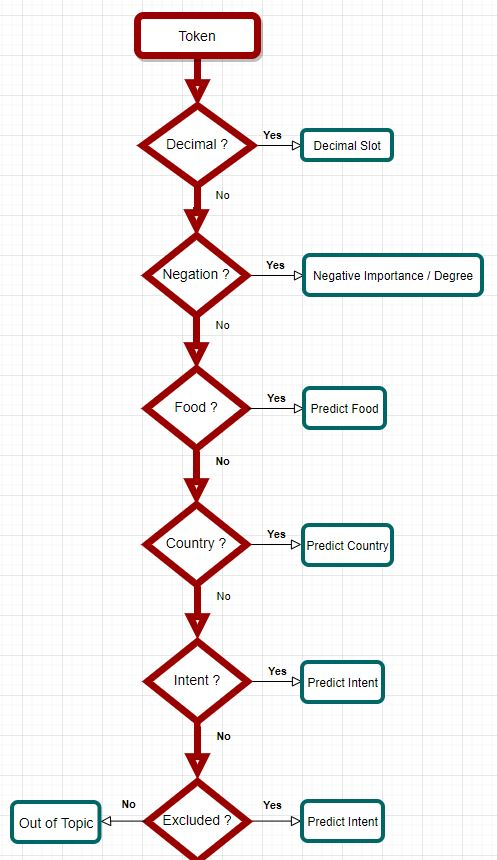 Token
Decimal ?
Yes
Decimal Slot
No
Negation ?
Yes
Negative Importance / Degree
No
Food ?
Yes
Predict Food
No
Country ?
Yes
Predict Country
No
Intent ?
Yes
Predict Intent
No
Out of Topic
No
Excluded ?
Yes
Predict Intent